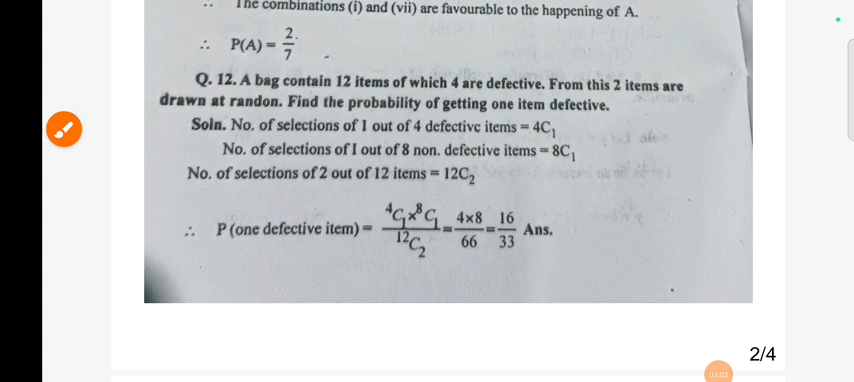 ∴ The combinations (i) and (vii) are favourable to the happening of A.
∴ P(A) = 2/7
Q. 12. A bag contain 12 items of which 4 are defective. From this 2 items are
drawn at randon. Find the probability of getting one item defective.
Soln. No. of selections of 1 out of 4 defective items = 4C₁
No. of selections of I out of 8 non. defective items = 8C₁
No. of selections of 2 out of 12 items = 12C₂
∴ P (one defective item) = ⁴C₁×⁸C₁/¹²C₂ = 4×8/66 = 16/33 Ans.
2/4
05:03